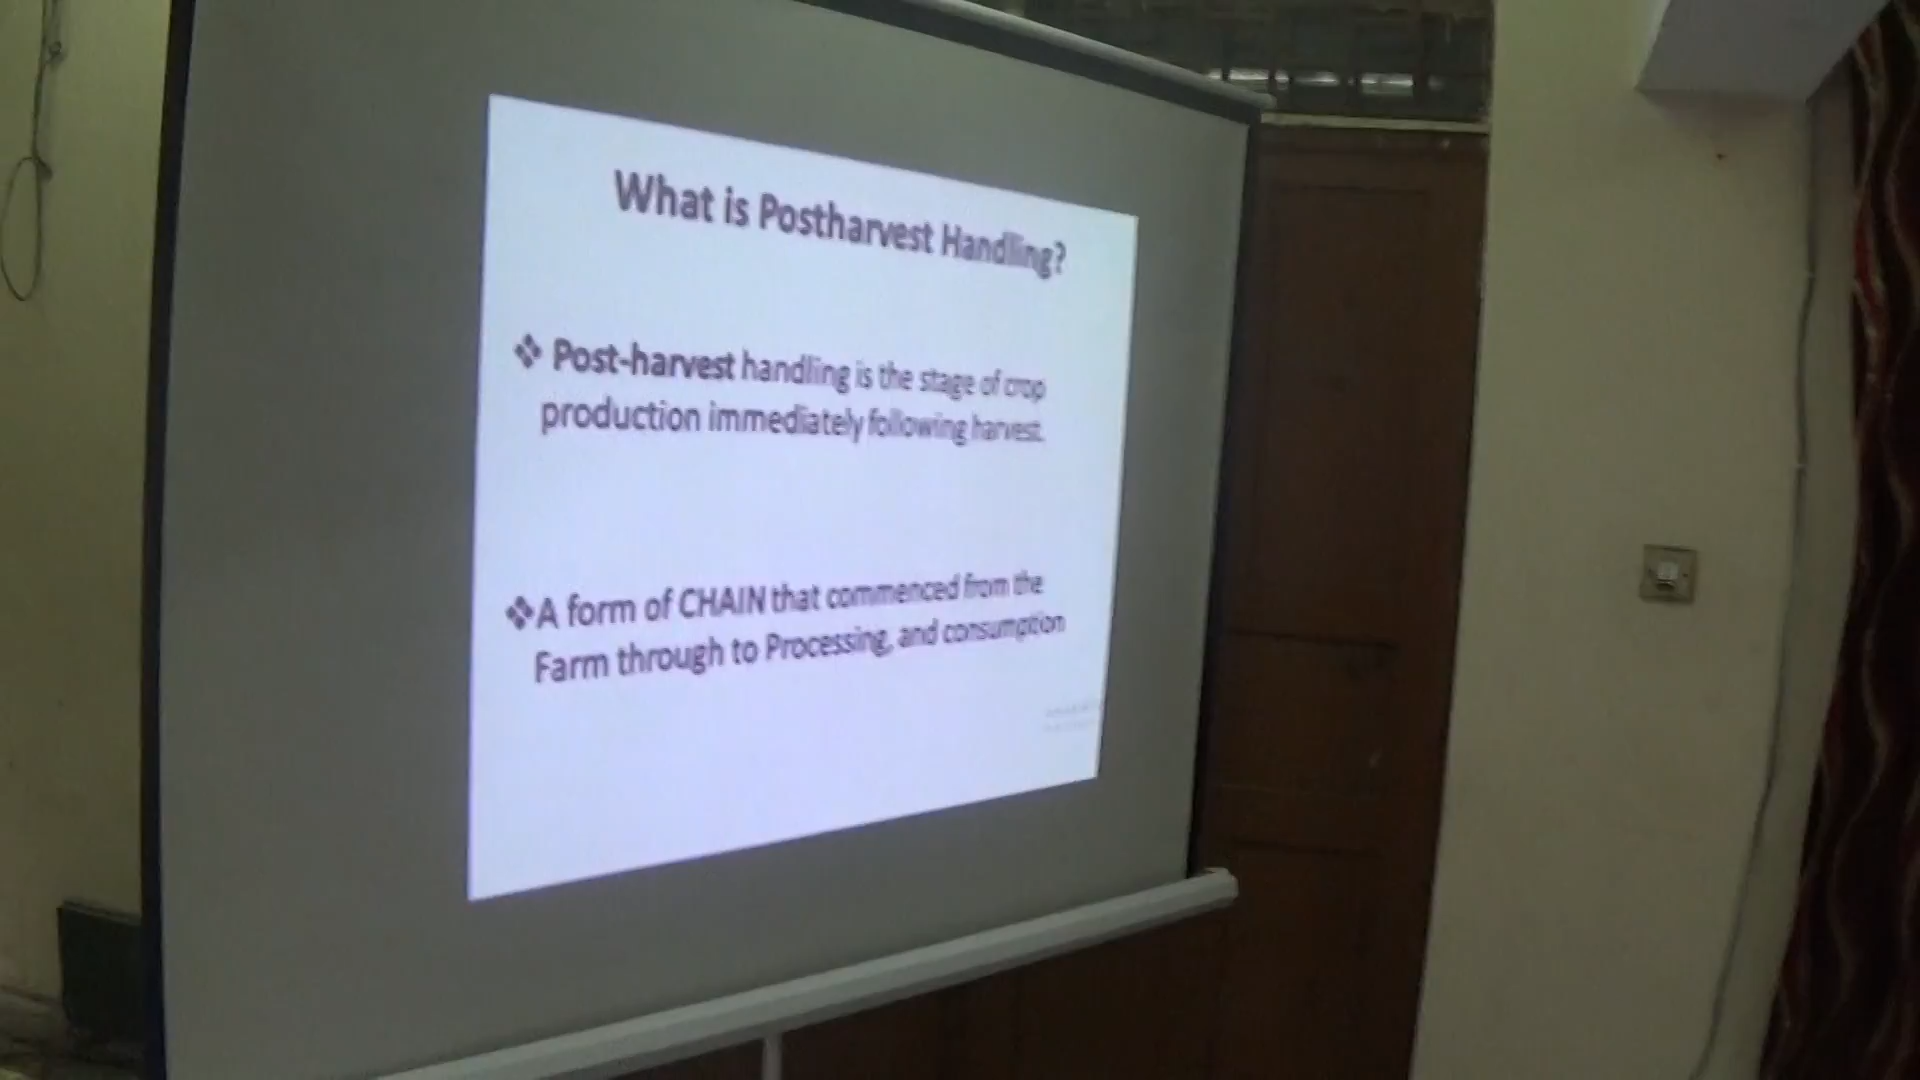 What is Postharvest Handling?
❖ Post-harvest handling is the stage of crop
production immediately following harvest.
❖A form of CHAIN that commenced from the
Farm through to Processing, and consumption